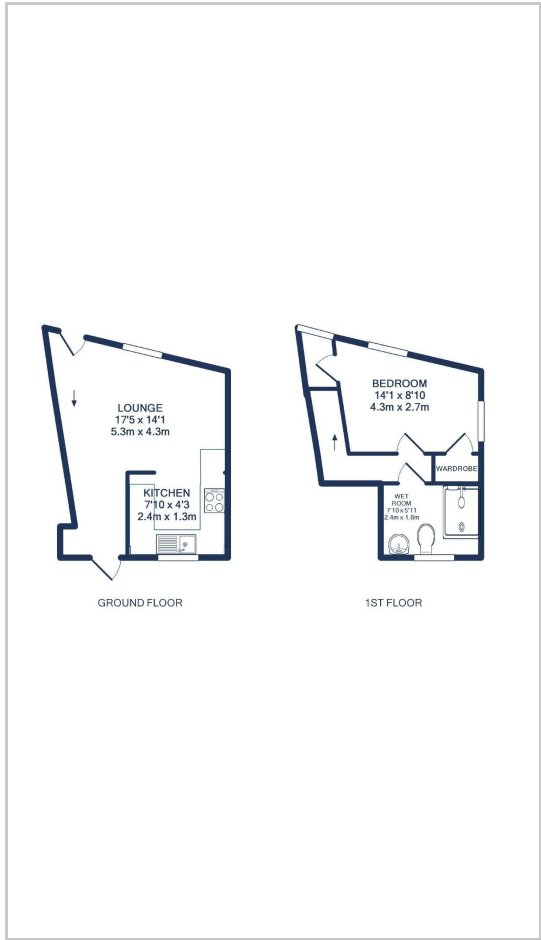 LOUNGE
17'5 x 14'1
5.3m x 4.3m
KITCHEN
7'10 x 4'3
2.4m x 1.3m
GROUND FLOOR
BEDROOM
14'1 x 8'10
4.3m x 2.7m
WARDROBE
WET
ROOM
7'10 x 5'11
2.4m x 1.8m
1ST FLOOR